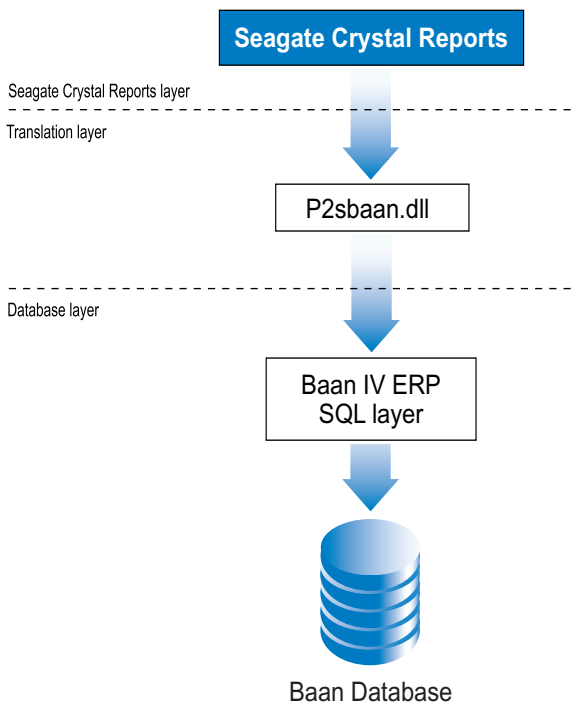 Seagate Crystal Reports
Seagate Crystal Reports layer
Translation layer
P2sbaan.dll
Database layer
Baan IV ERP
SQL layer
Baan Database